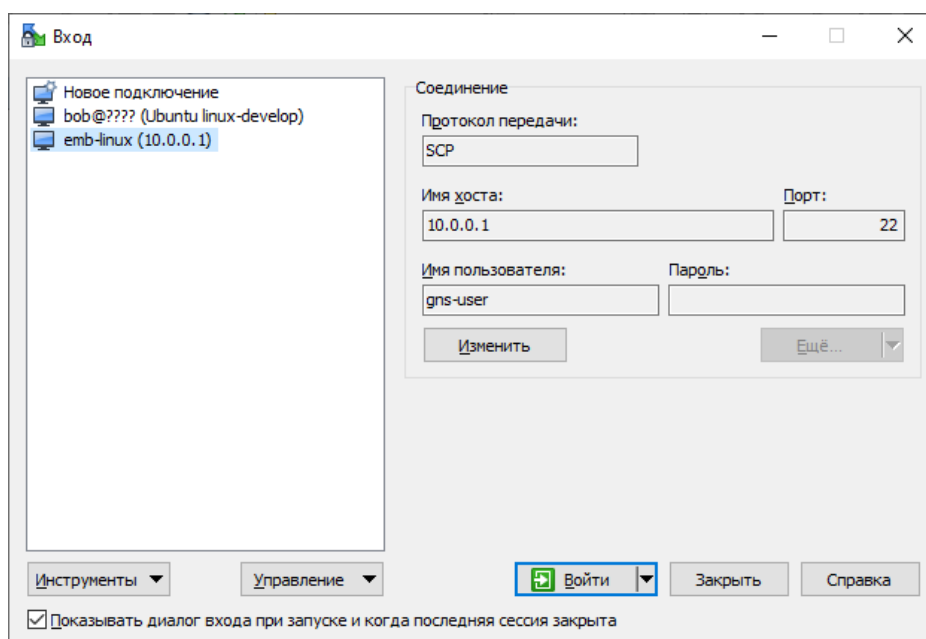 Вход
Новое подключение
bob@???? (Ubuntu linux-develop)
emb-linux (10.0.0.1)
Соединение
Протокол передачи:
SCP
Имя хоста: Порт:
10.0.0.1 22
Имя пользователя: Пароль:
gns-user
Изменить Ещё...
Инструменты Управление Войти Закрыть Справка
Показывать диалог входа при запуске и когда последняя сессия закрыта